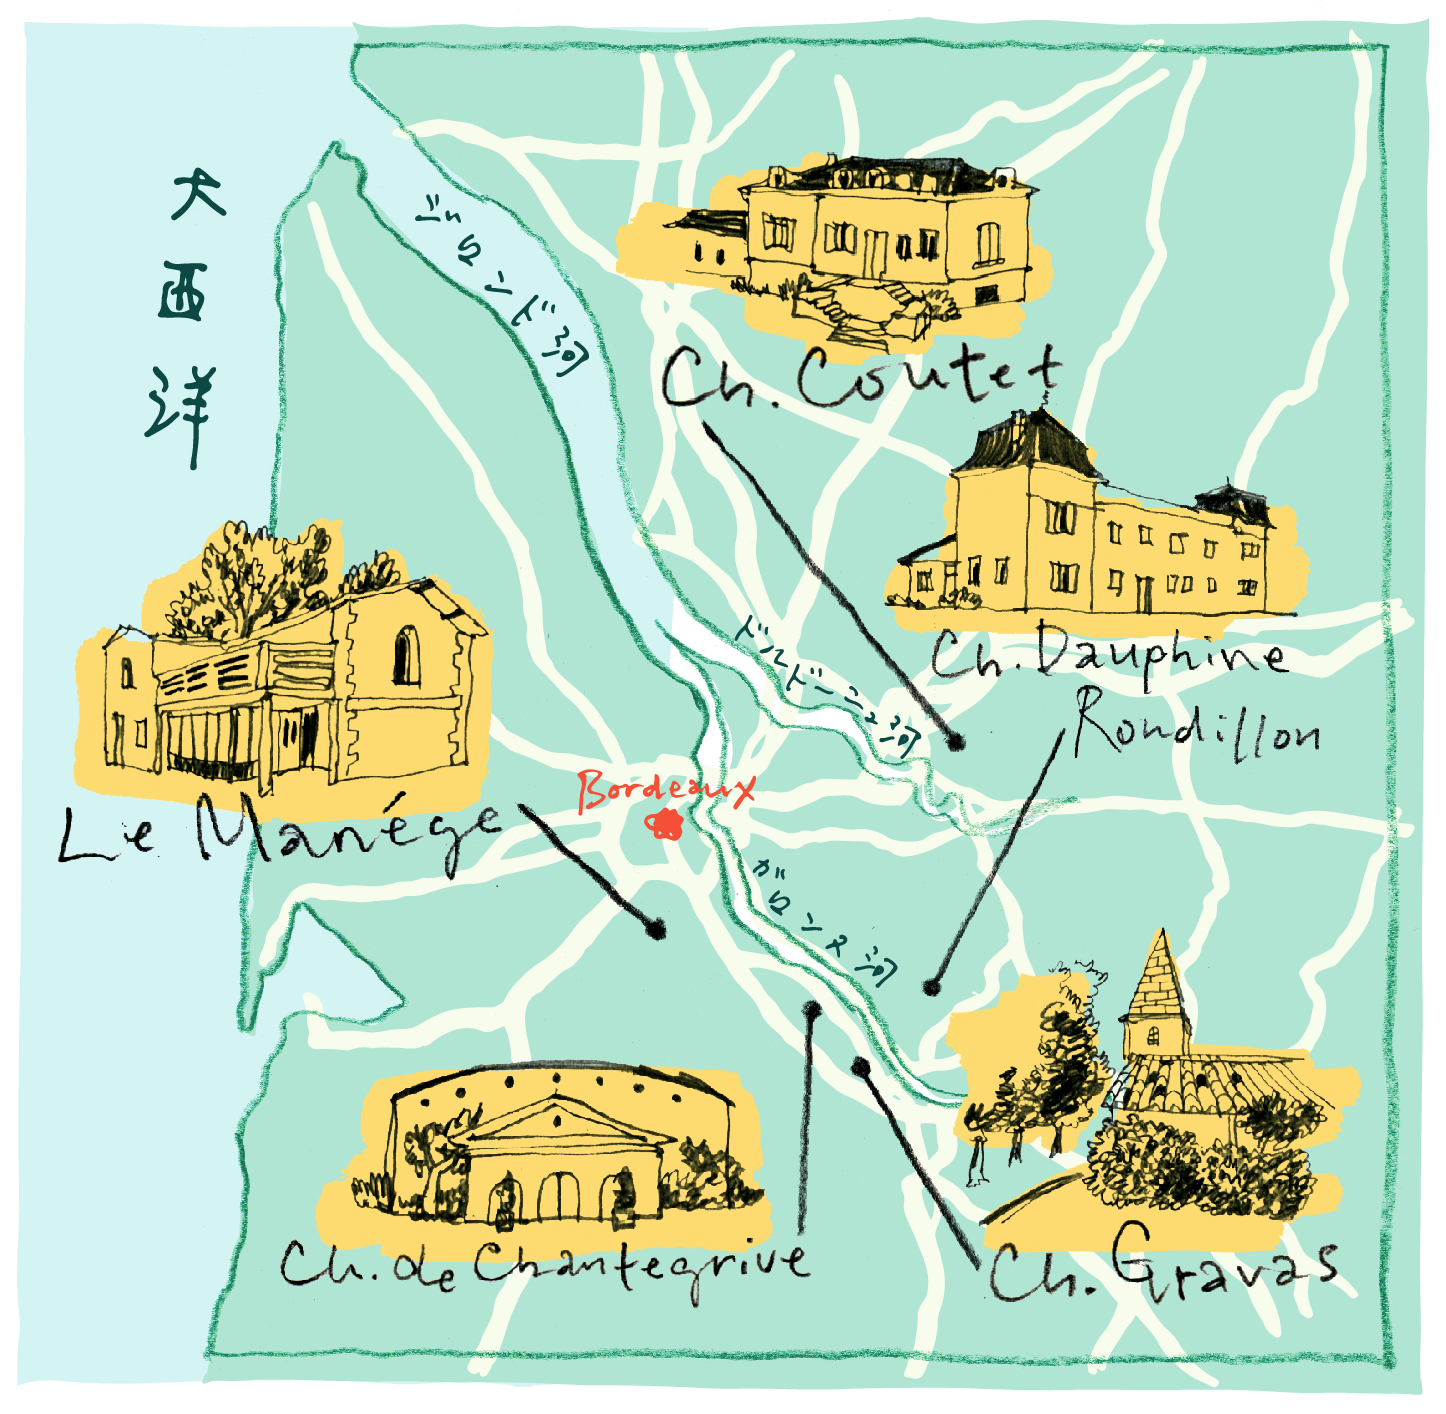 大西洋
ジロンド河
Ch. Coutet
ドルドーニュ河
Ch. Dauphine
Rondillon
Bordeaux
Le Manége
ガロンヌ河
Ch. de Chantegrive
Ch. Gravas